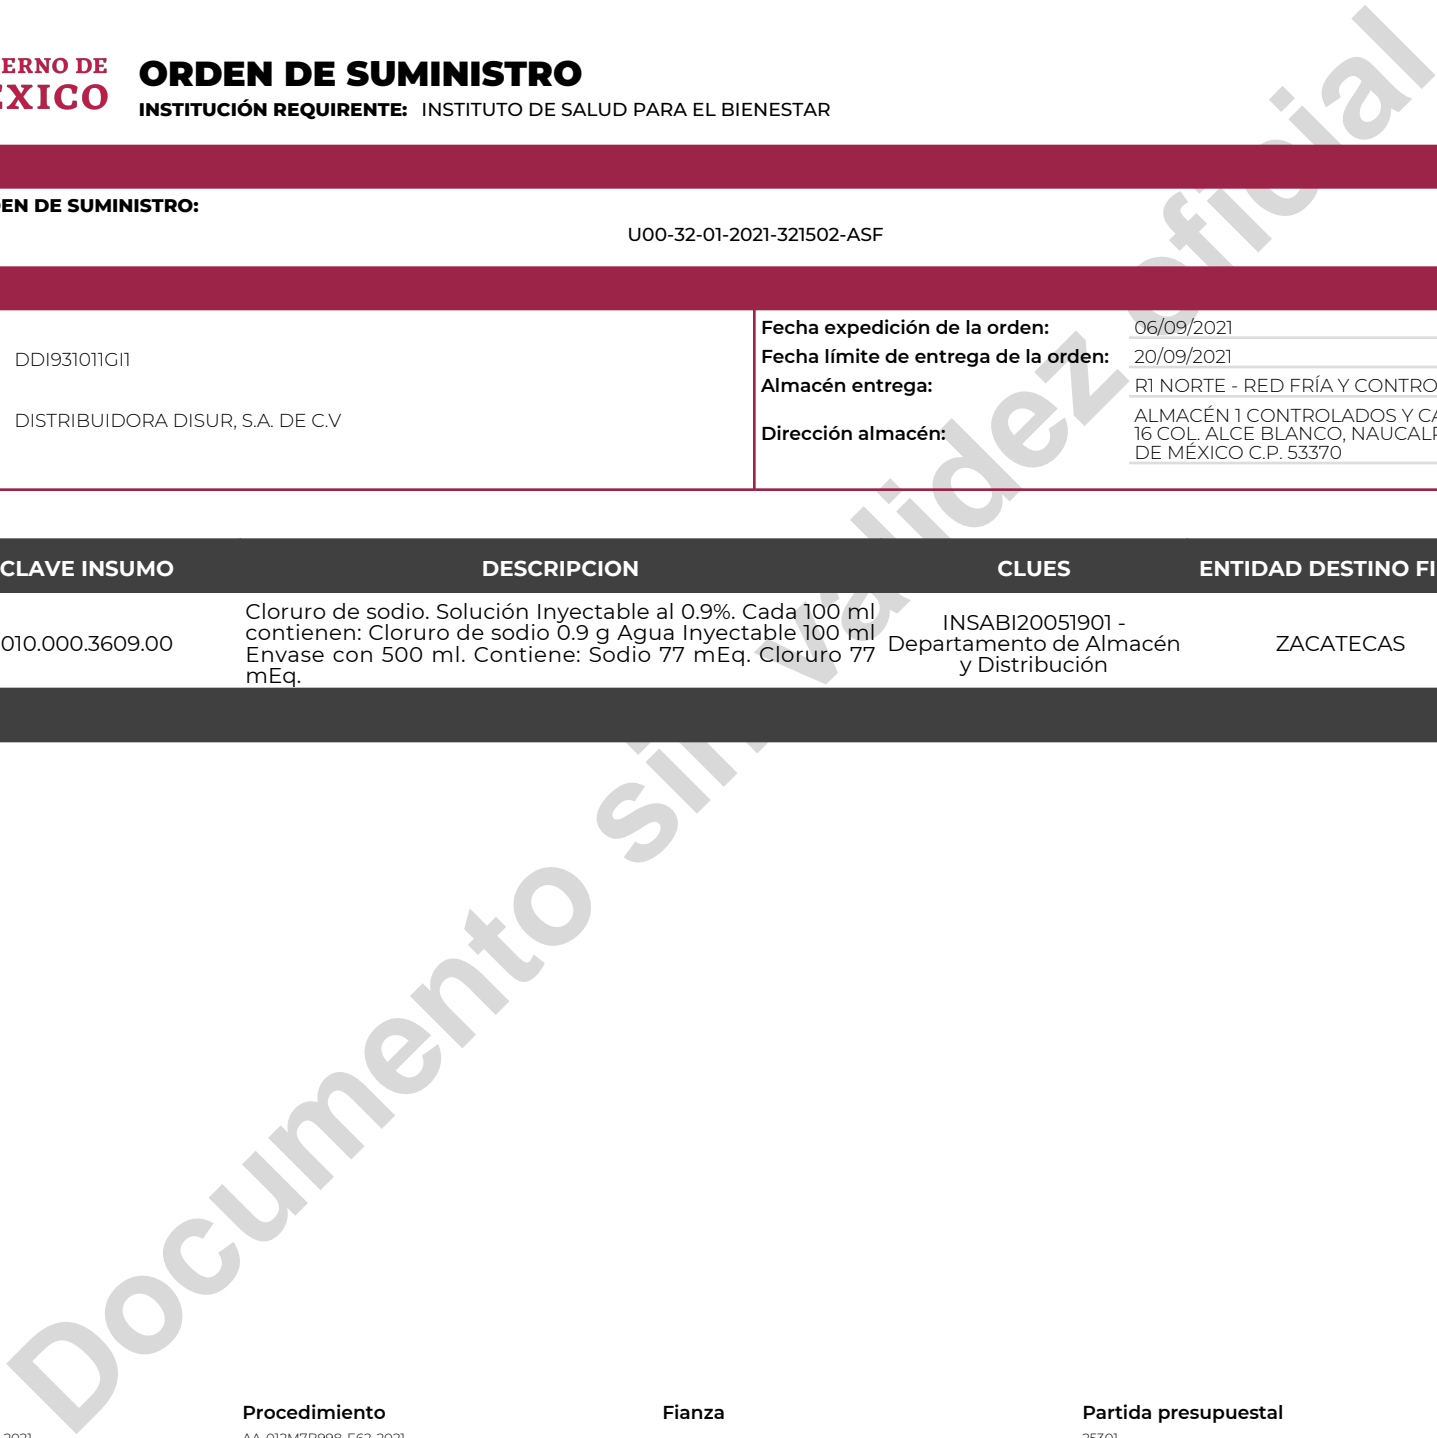 ERNO DE
ÉXICO
ORDEN DE SUMINISTRO
INSTITUCIÓN REQUIRENTE: INSTITUTO DE SALUD PARA EL BIENESTAR
EN DE SUMINISTRO:
U00-32-01-2021-321502-ASF
DDI931011GI1
DISTRIBUIDORA DISUR, S.A. DE C.V
Fecha expedición de la orden: 06/09/2021
Fecha límite de entrega de la orden: 20/09/2021
Almacén entrega: R1 NORTE - RED FRÍA Y CONTRO
Dirección almacén: ALMACÉN 1 CONTROLADOS Y CA
16 COL. ALCE BLANCO, NAUCALP
DE MÉXICO C.P. 53370
CLAVE INSUMO DESCRIPCION CLUES ENTIDAD DESTINO FI
010.000.3609.00
Cloruro de sodio. Solución Inyectable al 0.9%. Cada 100 ml
contienen: Cloruro de sodio 0.9 g Agua Inyectable 100 ml
Envase con 500 ml. Contiene: Sodio 77 mEq. Cloruro 77
mEq.
INSABI20051901 -
Departamento de Almacén
y Distribución
ZACATECAS
Documento sin validez oficial
Procedimiento Fianza Partida presupuestal